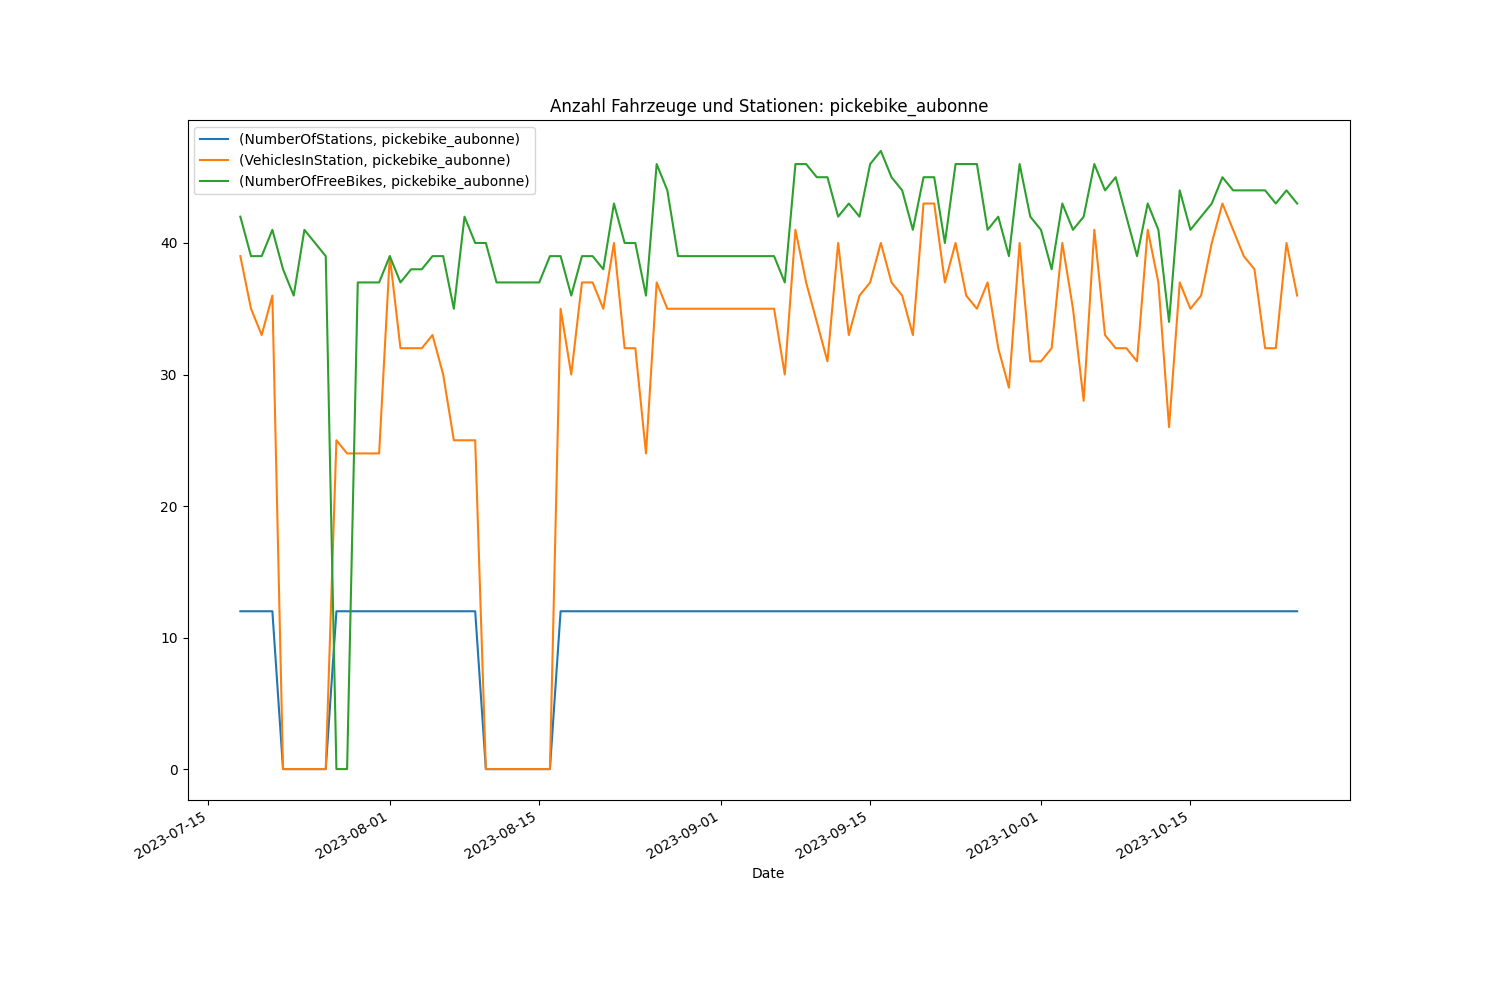 Anzahl Fahrzeuge und Stationen: pickebike_aubonne
(NumberOfStations, pickebike_aubonne)
(VehiclesInStation, pickebike_aubonne)
(NumberOfFreeBikes, pickebike_aubonne)
40
30
20
10
0
2023-07-15
2023-08-01
2023-08-15
2023-09-01
2023-09-15
2023-10-01
2023-10-15
Date